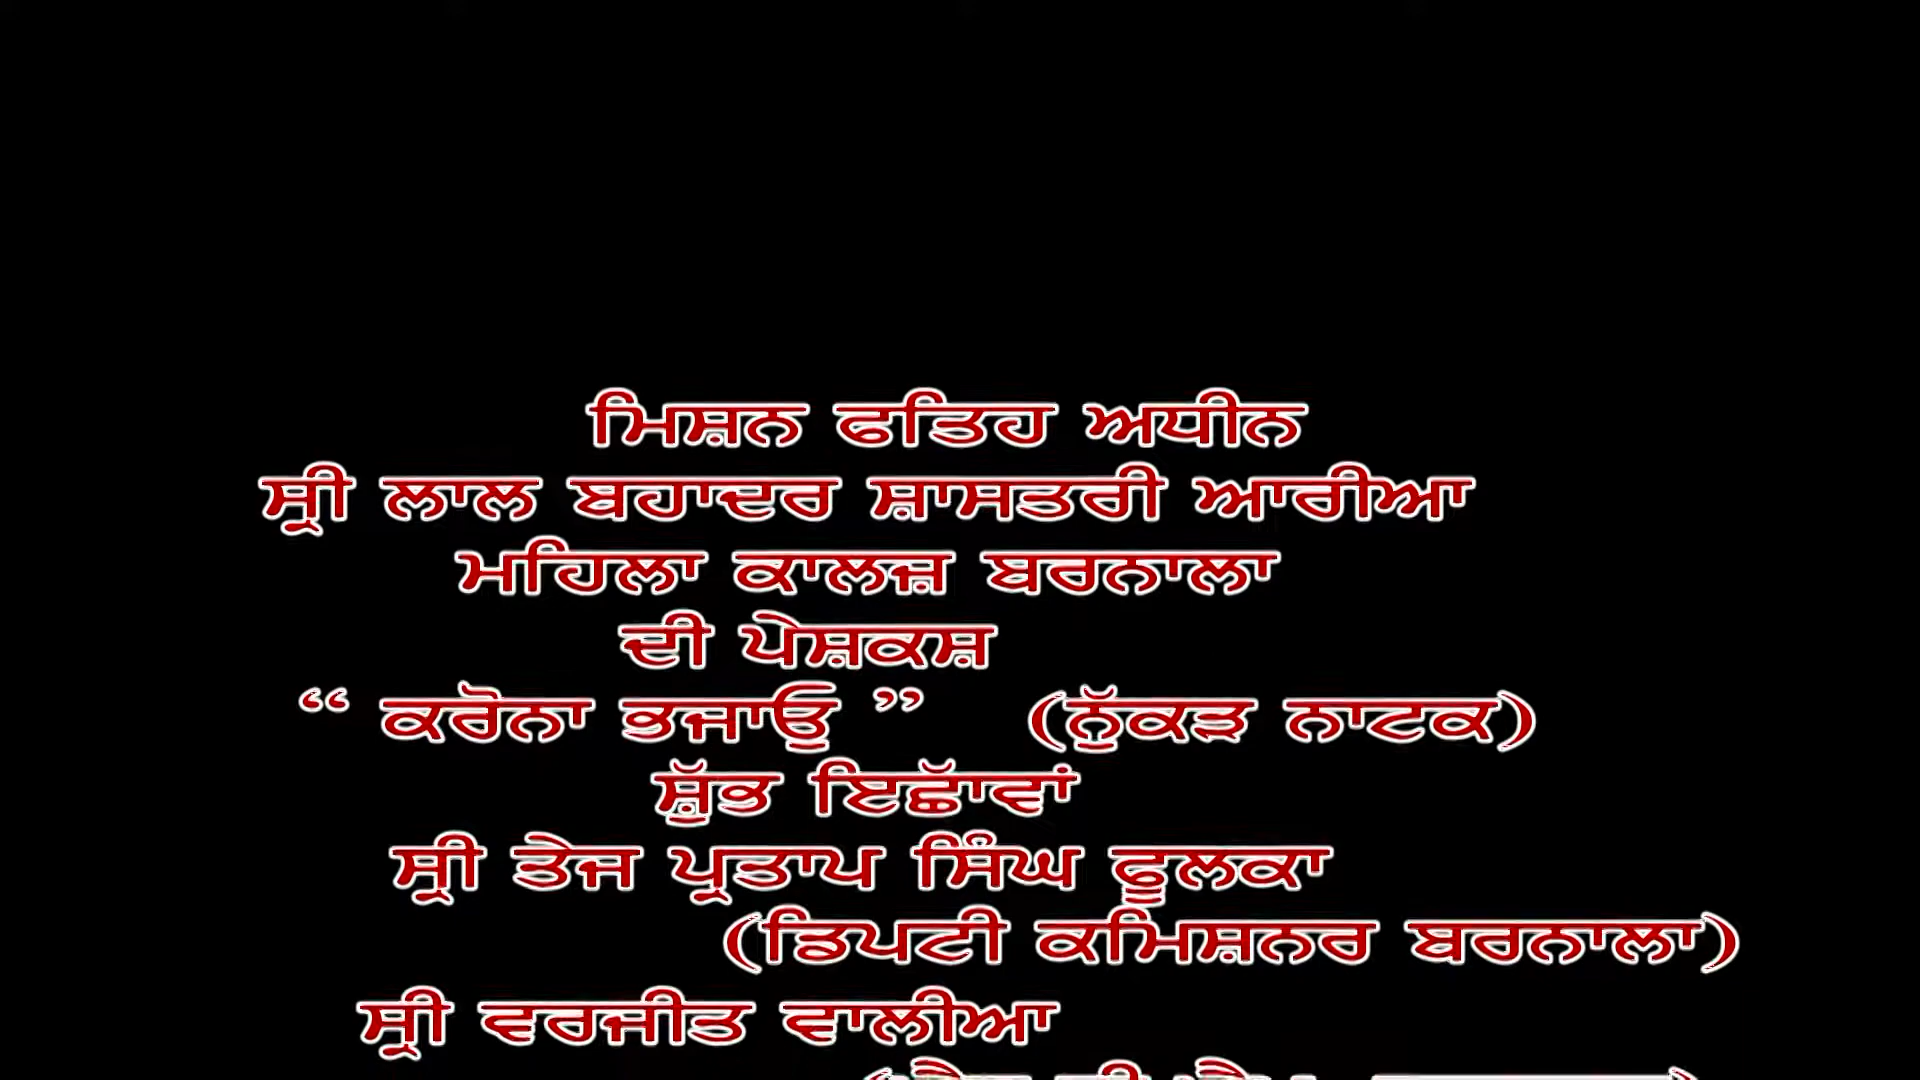 ਮਿਸ਼ਨ ਫਤਿਹ ਅਧੀਨ
ਸ੍ਰੀ ਲਾਲ ਬਹਾਦਰ ਸ਼ਾਸਤਰੀ ਆਰੀਆ
ਮਹਿਲਾ ਕਾਲਜ਼ ਬਰਨਾਲਾ
ਦੀ ਪੇਸ਼ਕਸ਼
“ ਕਰੋਨਾ ਭਜਾਓੁ ” (ਨੁੱਕੜ ਨਾਟਕ)
ਸ਼ੁੱਭ ਇਛੱਾਵਾਂ
ਸ੍ਰੀ ਤੇਜ ਪ੍ਰਤਾਪ ਸਿੰਘ ਫੂਲਕਾ
(ਡਿਪਟੀ ਕਮਿਸ਼ਨਰ ਬਰਨਾਲਾ)
ਸ੍ਰੀ ਵਰਜੀਤ ਵਾਲੀਆ